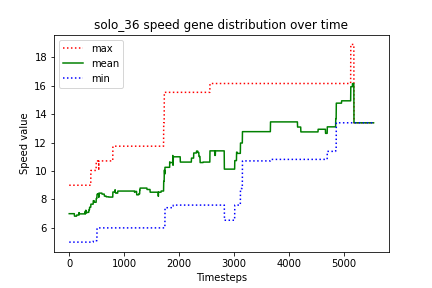 solo_36 speed gene distribution over time
max
mean
min
Speed value
18
16
14
12
10
8
6
0 1000 2000 3000 4000 5000
Timesteps